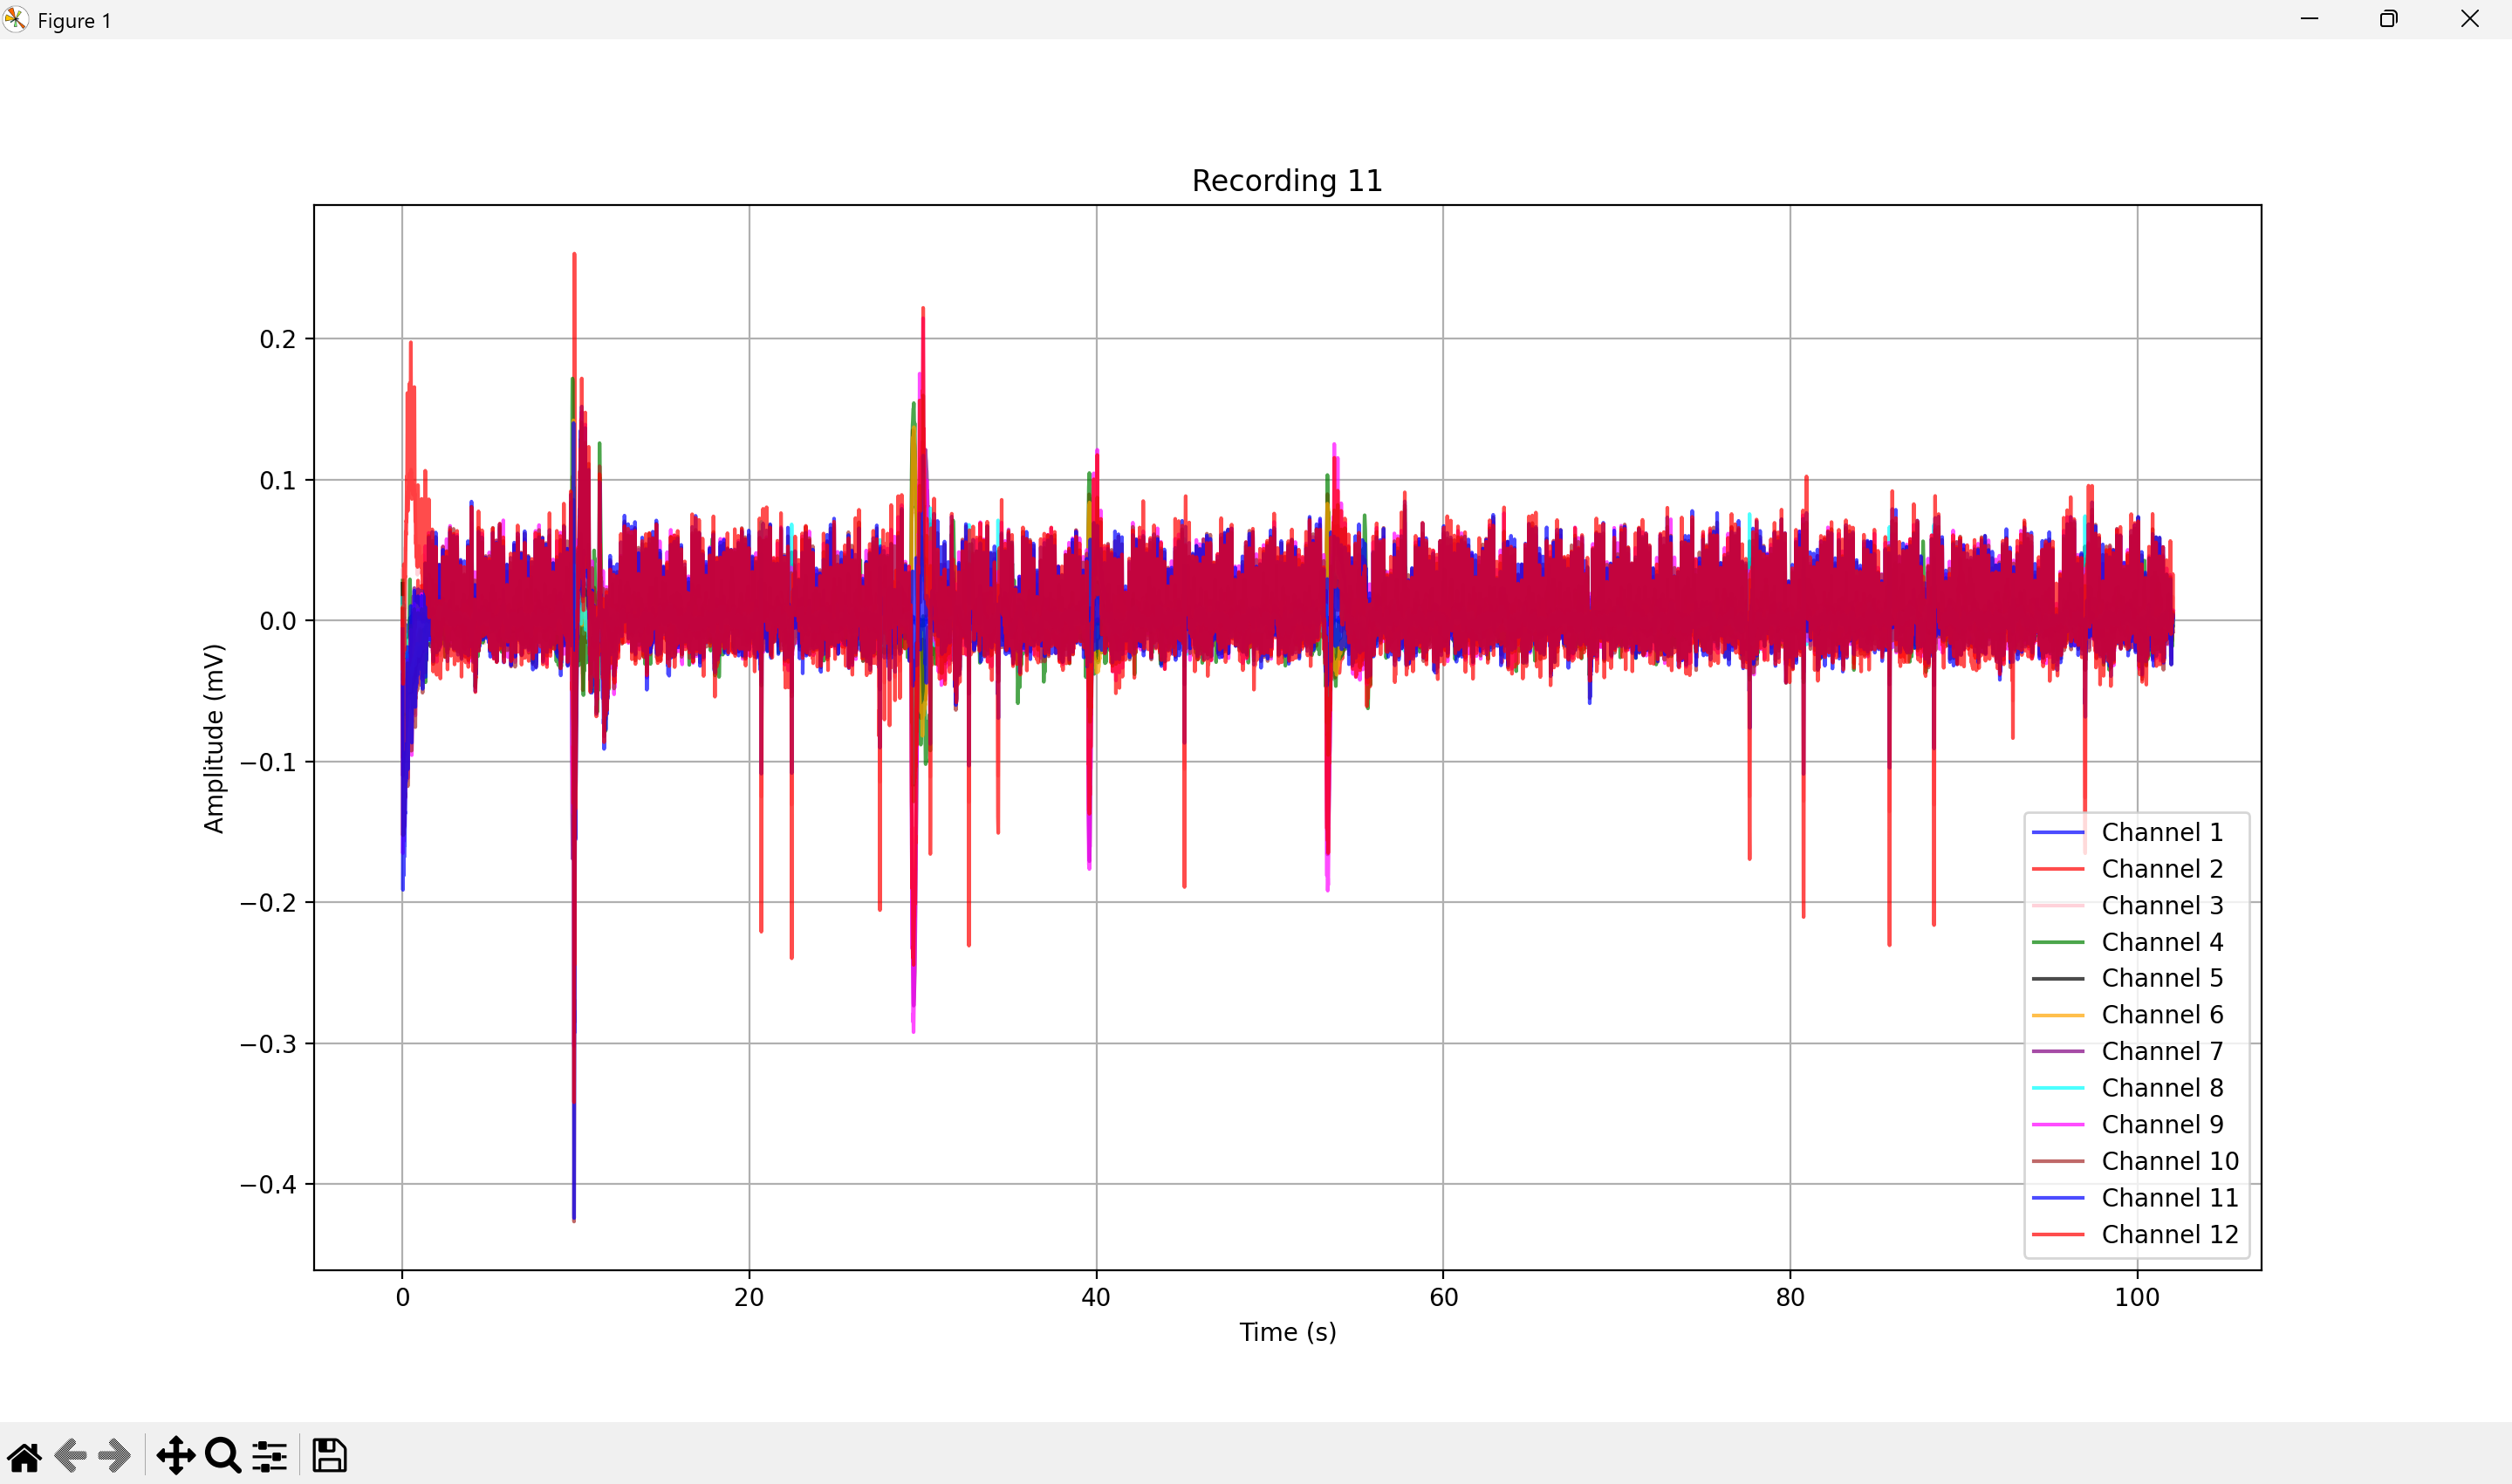 Figure 1
Recording 11
Amplitude (mV)
0.2
0.1
0.0
−0.1
−0.2
−0.3
−0.4
0 20 40 60 80 100
Time (s)
Channel 1
Channel 2
Channel 3
Channel 4
Channel 5
Channel 6
Channel 7
Channel 8
Channel 9
Channel 10
Channel 11
Channel 12